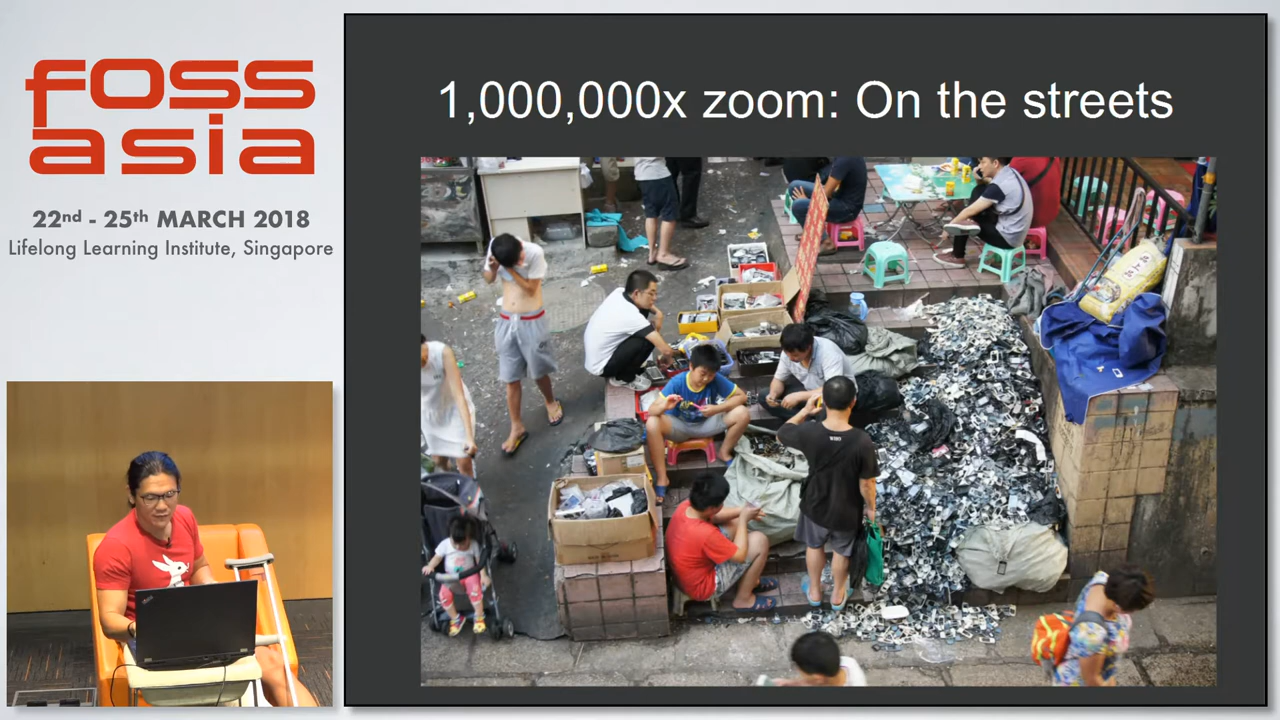 foss
asia
22nd - 25th MARCH 2018
Lifelong Learning Institute, Singapore
1,000,000x zoom: On the streets